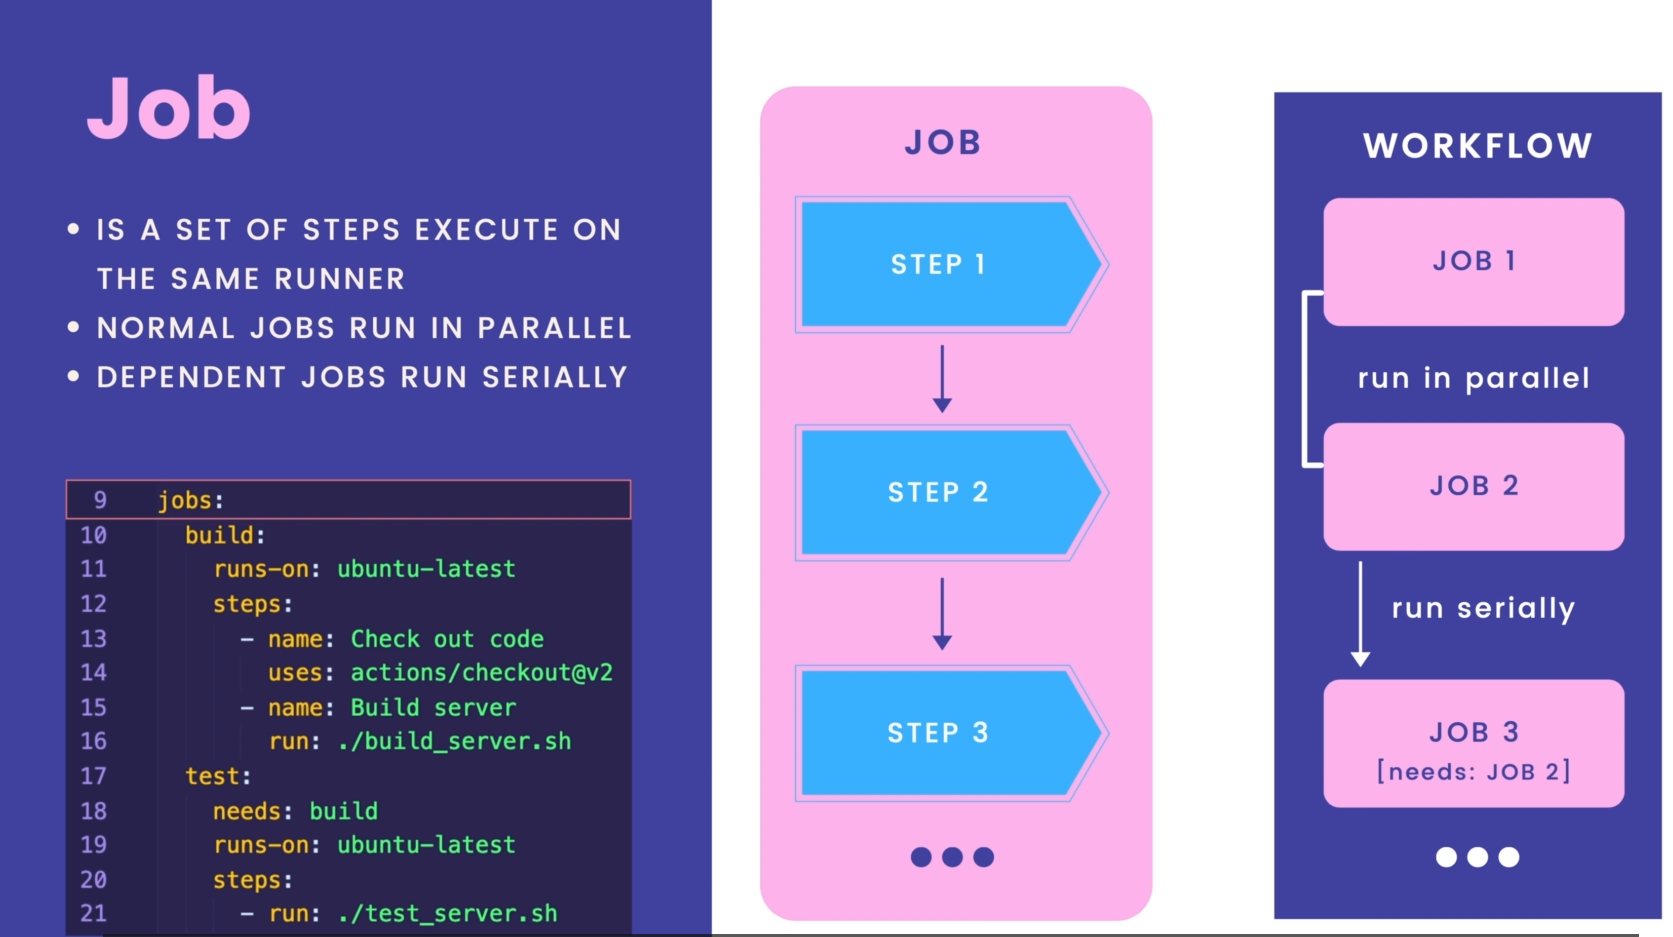 Job
• IS A SET OF STEPS EXECUTE ON
THE SAME RUNNER
• NORMAL JOBS RUN IN PARALLEL
• DEPENDENT JOBS RUN SERIALLY
9 jobs:
10 build:
11 runs-on: ubuntu-latest
12 steps:
13 - name: Check out code
14 uses: actions/checkout@v2
15 - name: Build server
16 run: ./build_server.sh
17 test:
18 needs: build
19 runs-on: ubuntu-latest
20 steps:
21 - run: ./test_server.sh
JOB
STEP 1
STEP 2
STEP 3
WORKFLOW
JOB 1
run in parallel
JOB 2
run serially
JOB 3
[needs: JOB 2]